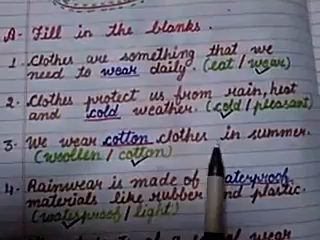 A- Fill in the blanks.
1. Clothes are something that we
need to wear daily. (eat / wear)
2. Clothes protect us from rain, heat
and cold weather. (cold / pleasant)
3. We wear cotton clothes in summer.
(woollen / cotton)
4. Rainwear is made of waterproof
materials like rubber and plastic.
(waterproof / light)
wear